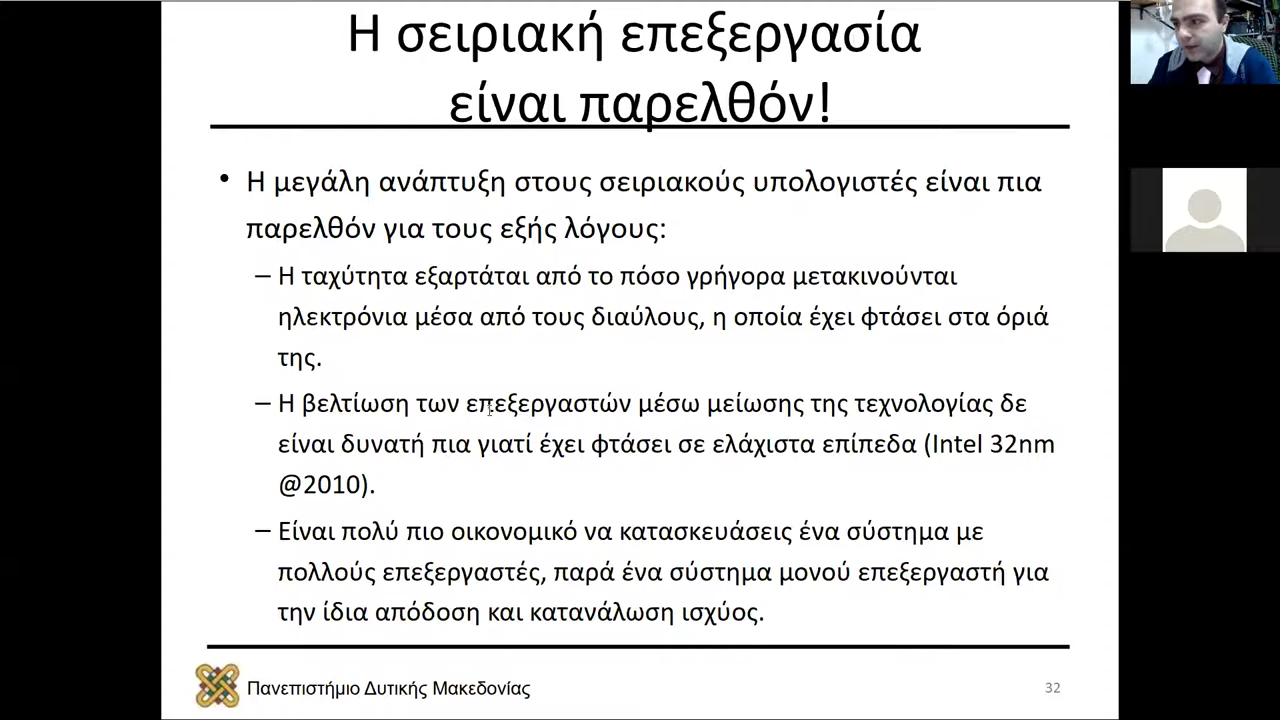 Η σειριακή επεξεργασία
είναι παρελθόν!
• Η μεγάλη ανάπτυξη στους σειριακούς υπολογιστές είναι πια
παρελθόν για τους εξής λόγους:
– Η ταχύτητα εξαρτάται από το πόσο γρήγορα μετακινούνται
ηλεκτρόνια μέσα από τους διαύλους, η οποία έχει φτάσει στα όριά
της.
– Η βελτίωση των επεξεργαστών μέσω μείωσης της τεχνολογίας δε
είναι δυνατή πια γιατί έχει φτάσει σε ελάχιστα επίπεδα (Intel 32nm
@2010).
– Είναι πολύ πιο οικονομικό να κατασκευάσεις ένα σύστημα με
πολλούς επεξεργαστές, παρά ένα σύστημα μονού επεξεργαστή για
την ίδια απόδοση και κατανάλωση ισχύος.
Πανεπιστήμιο Δυτικής Μακεδονίας
32